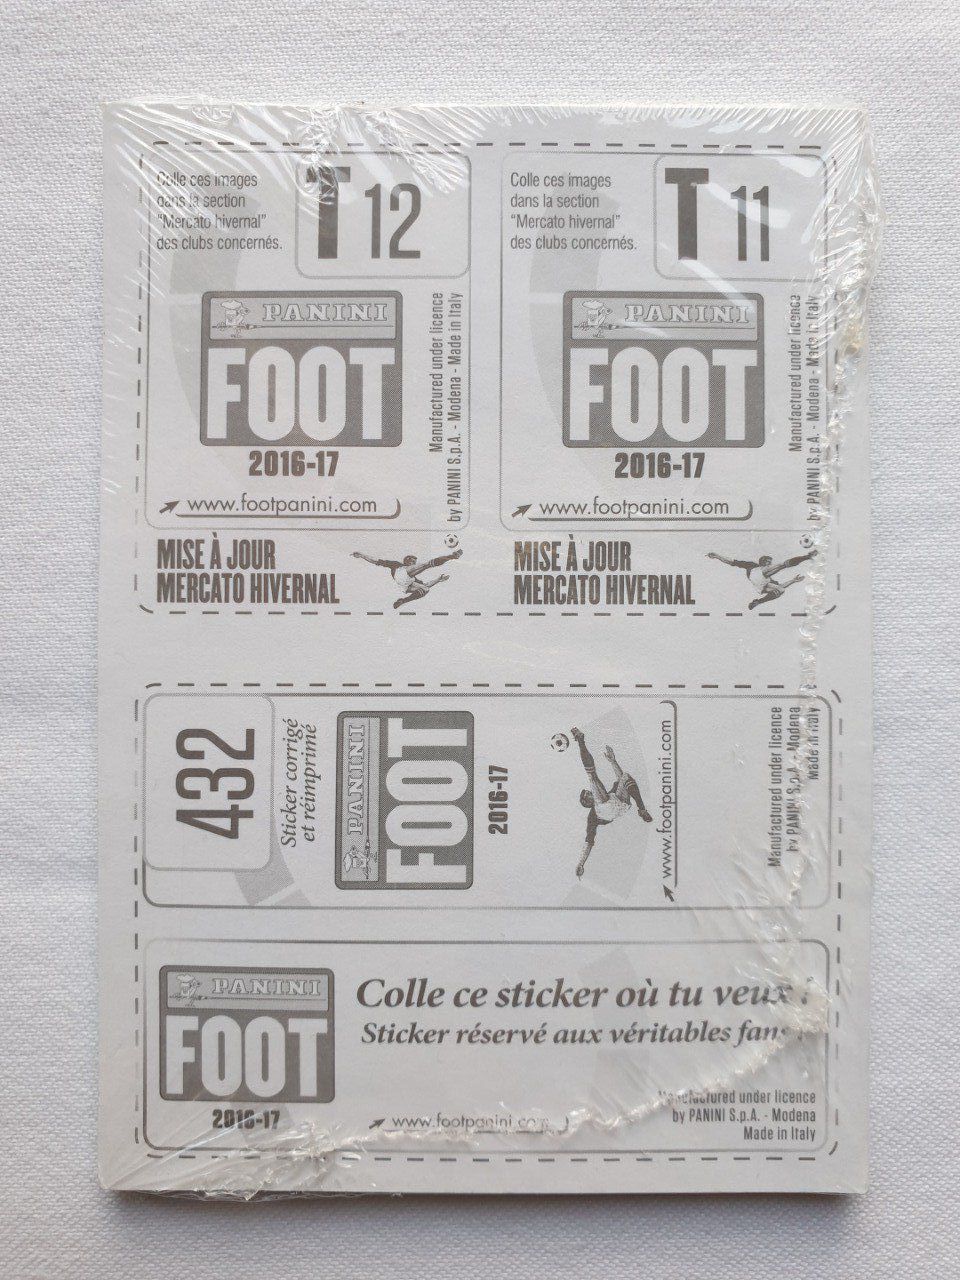 Colle ces images
dans la section
"Mercato hivernal"
des clubs concernés.
T 12
PANINI
FOOT
2016-17
www.footpanini.com
Manufactured under licence
by PANINI S.p.A. - Modena - Made in Italy
MISE À JOUR
MERCATO HIVERNAL
Colle ces images
dans la section
"Mercato hivernal"
des clubs concernés.
T 11
PANINI
FOOT
2016-17
www.footpanini.com
Manufactured under licence
by PANINI S.p.A. - Modena - Made in Italy
MISE À JOUR
MERCATO HIVERNAL
432
Sticker corrigé
et réimprimé
PANINI
FOOT
2016-17
www.footpanini.com
Manufactured under licence
by PANINI S.p.A. - Modena
Made in Italy
PANINI
FOOT
2016-17
Colle ce sticker où tu veux !
Sticker réservé aux véritables fans !
www.footpanini.com
Manufactured under licence
by PANINI S.p.A. - Modena
Made in Italy